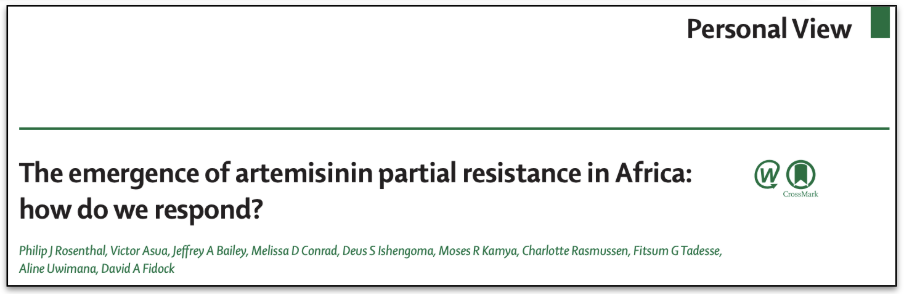 Personal View
The emergence of artemisinin partial resistance in Africa:
how do we respond?
W
CrossMark
Philip J Rosenthal, Victor Asua, Jeffrey A Bailey, Melissa D Conrad, Deus S Ishengoma, Moses R Kamya, Charlotte Rasmussen, Fitsum G Tadesse,
Aline Uwimana, David A Fidock